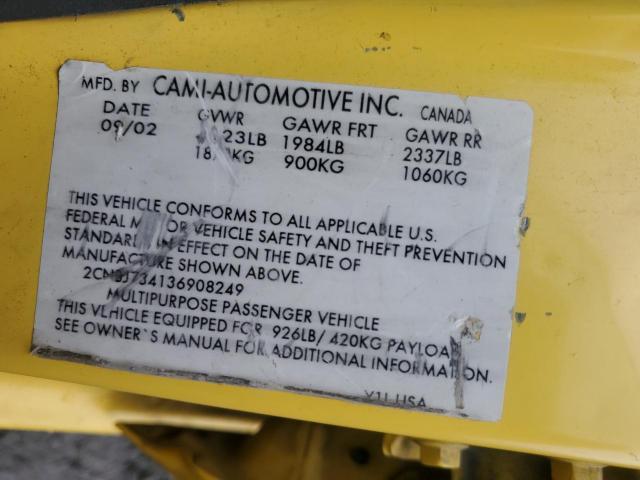 MFD. BY CAMI-AUTOMOTIVE INC. CANADA
DATE GVWR GAWR FRT GAWR RR
09/02 1984LB 2337LB
900KG 1060KG
THIS VEHICLE CONFORMS TO ALL APPLICABLE U.S.
FEDERAL VEHICLE SAFETY AND THEFT PREVENTION
IN EFFECT ON THE DATE OF
MANUFACTURE SHOWN ABOVE.
MULTIPURPOSE PASSENGER VEHICLE
THIS VEHICLE EQUIPPED FOR 926LB/ 420KG
SEE OWNER`S MANUAL FOR ADDITIONAL INFORMATION.